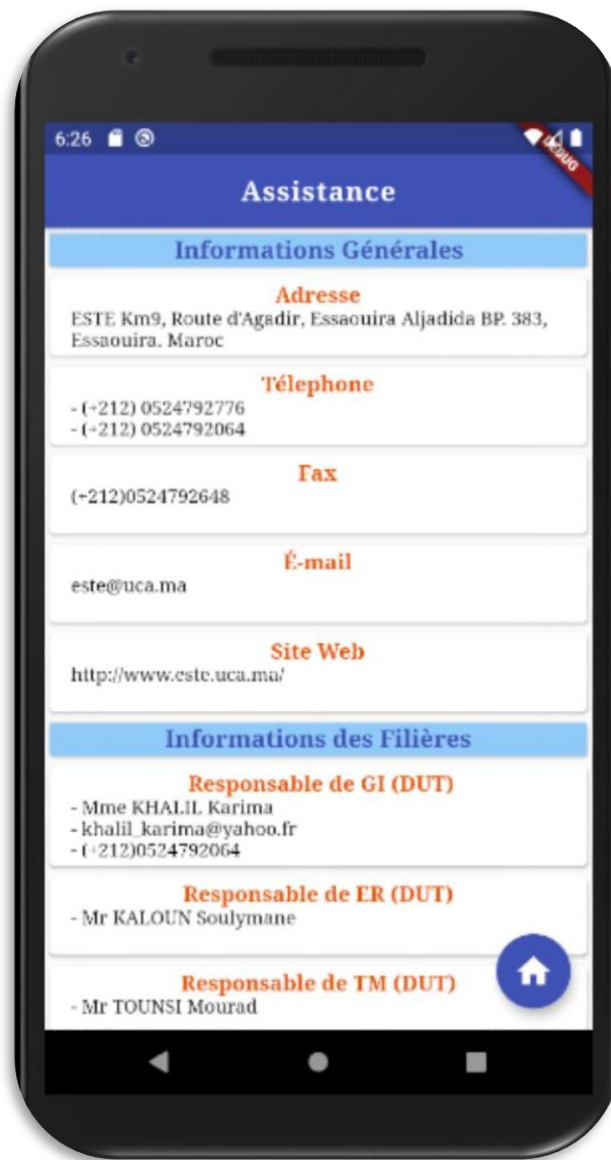 6:26
DEBUG
Assistance
Informations Générales
Adresse
ESTE Km9, Route d'Agadir, Essaouira Aljadida BP. 383,
Essaouira. Maroc
Télephone
- (+212) 0524792776
- (+212) 0524792064
Fax
(+212)0524792648
É-mail
este@uca.ma
Site Web
http://www.este.uca.ma/
Informations des Filières
Responsable de GI (DUT)
- Mme KHALIL Karima
- khalil_karima@yahoo.fr
- (+212)0524792064
Responsable de ER (DUT)
- Mr KALOUN Soulymane
Responsable de TM (DUT)
- Mr TOUNSI Mourad